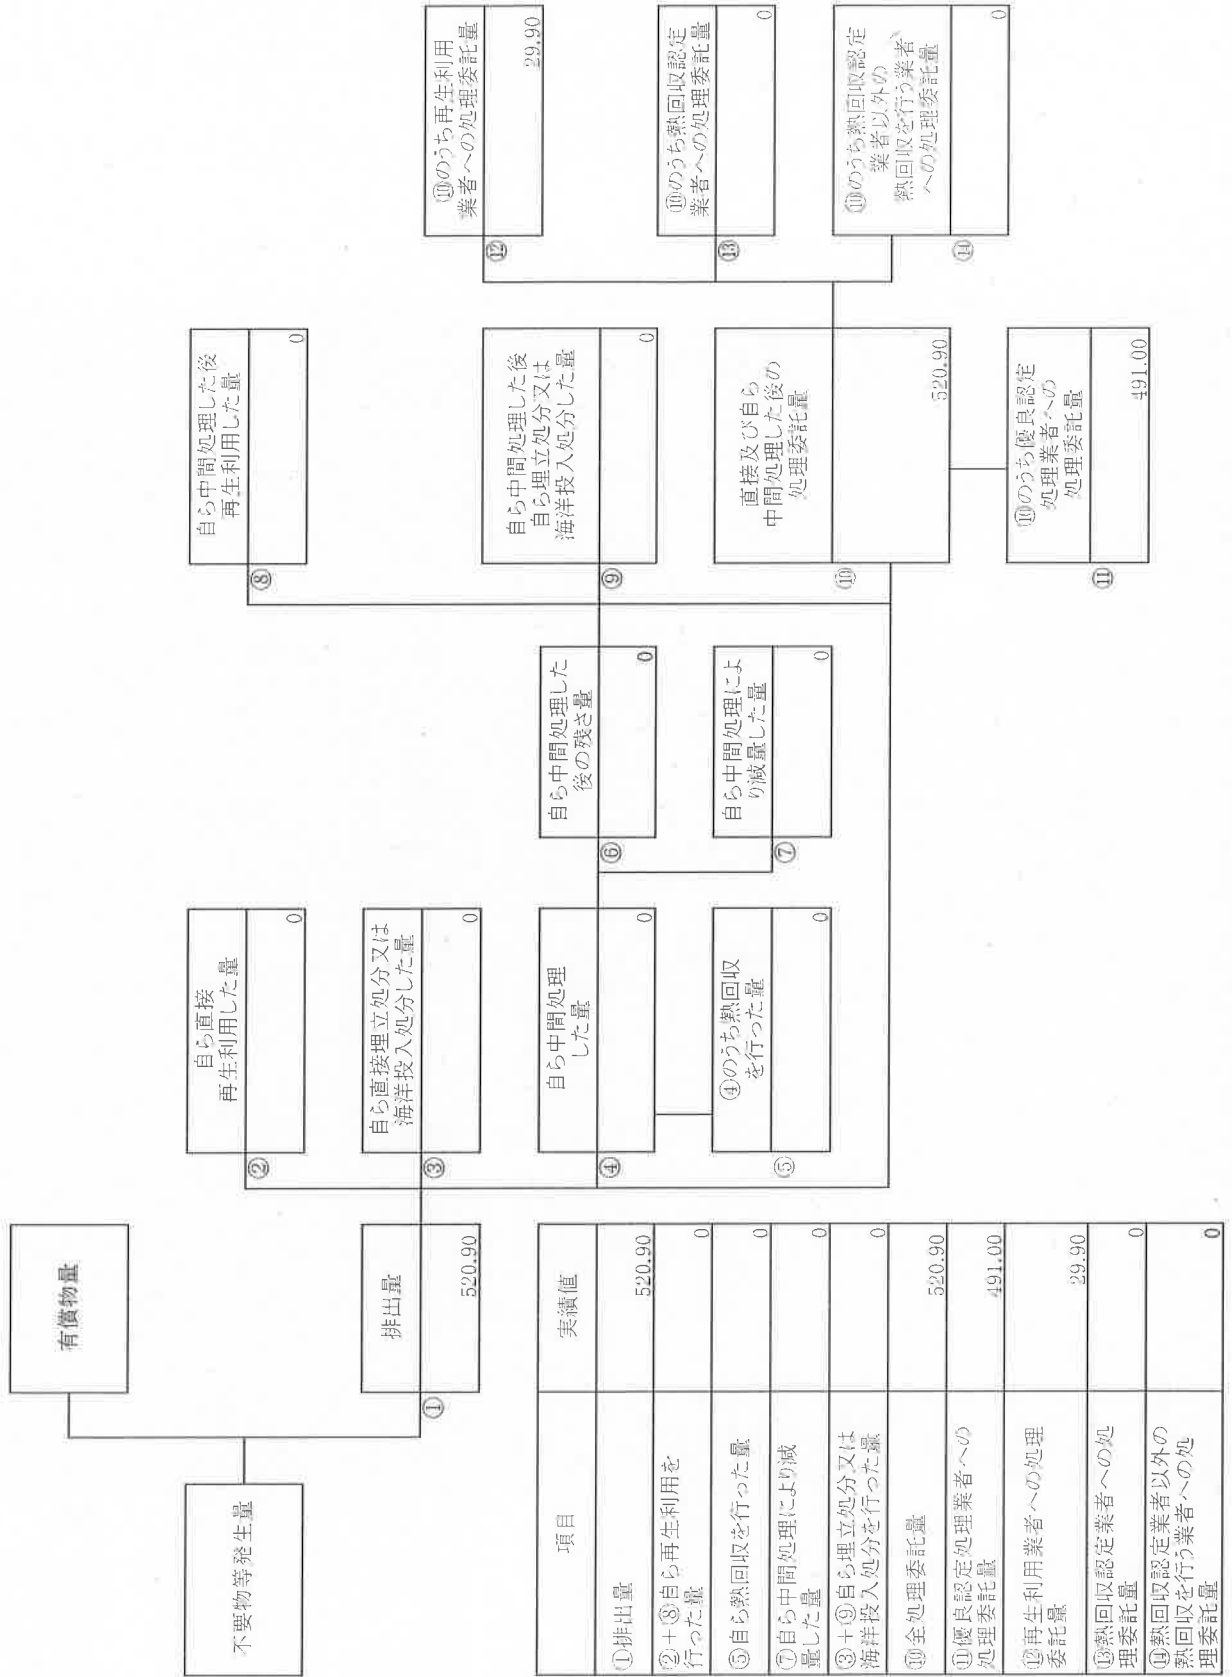 有償物量
不要物等発生量
排出量
①
520.90
自ら直接
再生利用した量
②
0
自ら直接埋立処分又は
海洋投入処分した量
③
0
自ら中間処理
した量
④
0
④のうち熱回収
を行った量
⑤
0
自ら中間処理した
後の残さ量
⑥
0
自ら中間処理によ
り減量した量
⑦
0
自ら中間処理した後
再生利用した量
⑧
0
自ら中間処理した後
自ら埋立処分又は
海洋投入処分した量
⑨
0
直接及び自ら
中間処理した後の
処理委託量
⑩
520.90
⑩のうち優良認定
処理業者への
処理委託量
⑪
491.00
⑩のうち再生利用
業者への処理委託量
⑫
29.90
⑩のうち熱回収認定
業者への処理委託量
⑬
0
⑩のうち熱回収認定
業者以外の
熱回収を行う業者
への処理委託量
⑭
0
項目 実績値
①排出量 520.90
②+⑧自ら再生利用を
行った量 0
⑤自ら熱回収を行った量 0
⑦自ら中間処理により減
量した量 0
③+⑨自ら埋立処分又は
海洋投入処分を行った量 0
⑩全処理委託量 520.90
⑪優良認定処理業者への
処理委託量 491.00
⑫再生利用業者への処理
委託量 29.90
⑬熱回収認定業者への処
理委託量 0
⑭熱回収認定業者以外の
熱回収を行う業者への処
理委託量 0